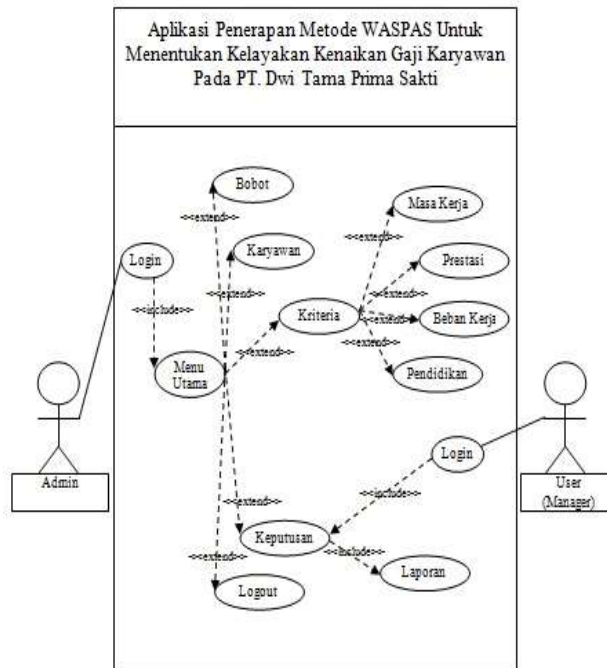 Aplikasi Penerapan Metode WASPAS Untuk
Menentukan Kelayakan Kenaikan Gaji Karyawan
Pada PT. Dwi Tama Prima Sakti
Bobot
<<extend>>
Masa Kerja
<<extend>>
Karyawan
Login
Prestasi
<<extend>>
<<extend>>
<<include>>
Kriteria
<<extend>>
Beban Kerja
<<extend>>
<<extend>>
Menu
Utama
Pendidikan
Login
Admin
User
(Manager)
<<include>>
<<extend>>
Keputusan
<<extend>>
<<include>>
Laporan
Logout